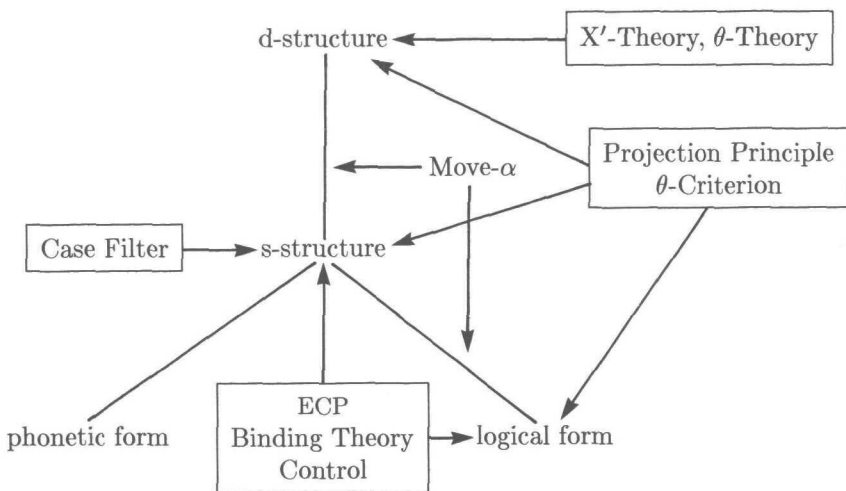 d-structure
X′-Theory, θ-Theory
Move-α
Projection Principle
θ-Criterion
Case Filter
s-structure
phonetic form
ECP
Binding Theory
Control
logical form